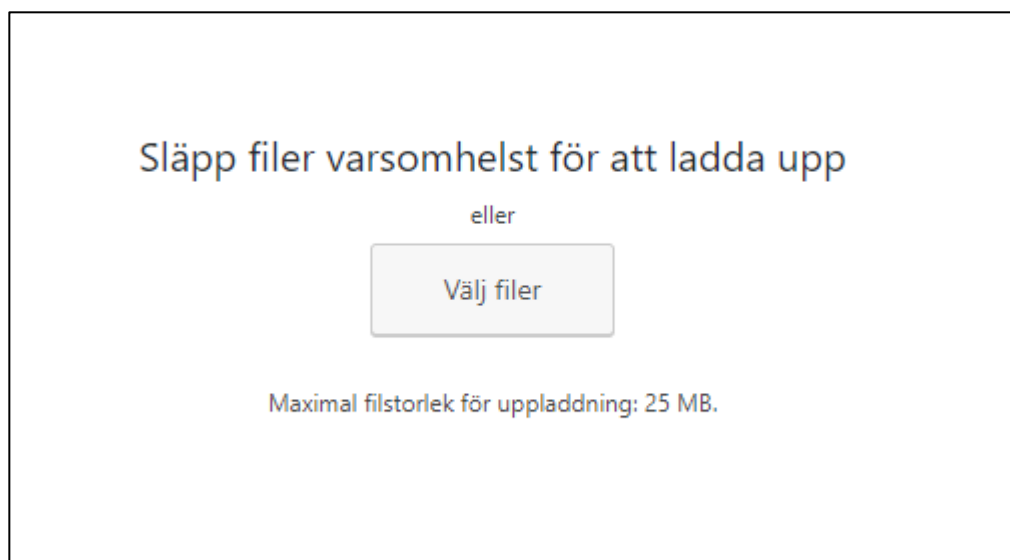 Släpp filer varsomhelst för att ladda upp
eller
Välj filer
Maximal filstorlek för uppladdning: 25 MB.